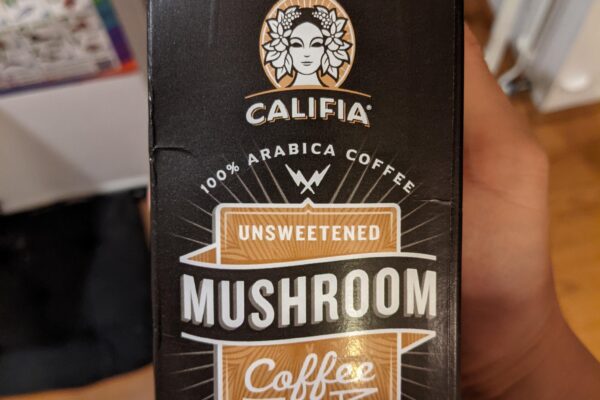 CALIFIA®
100% ARABICA COFFEE
UNSWEETENED
MUSHROOM
Coffee